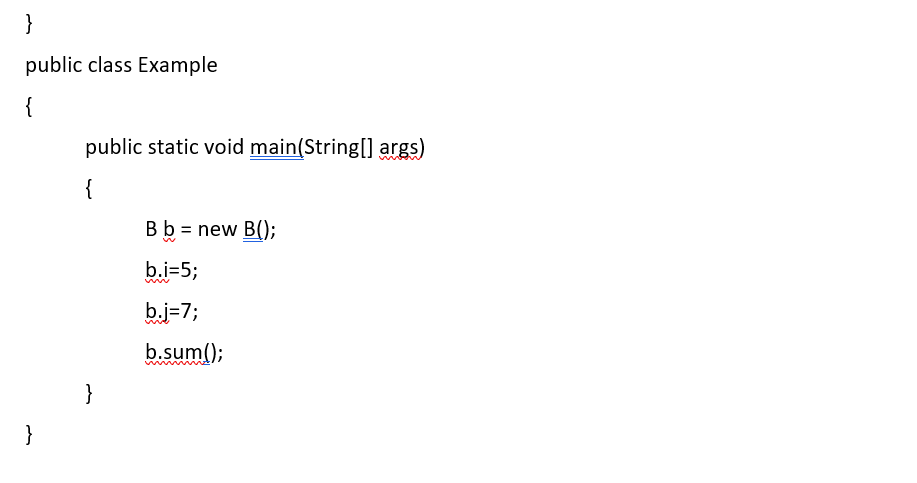 }
public class Example
{
public static void main(String[] args)
{
B b = new B();
b.i=5;
b.j=7;
b.sum();
}
}